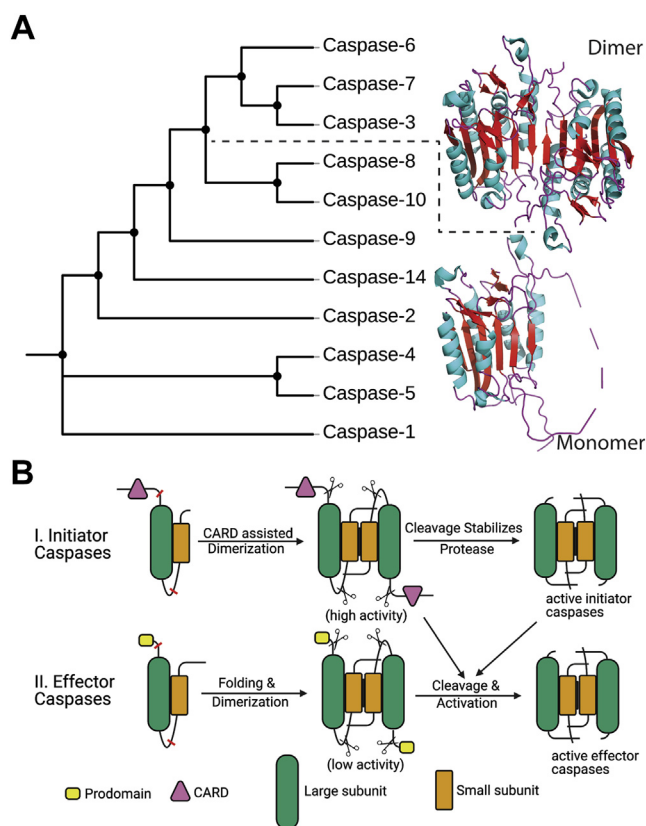 A
Caspase-6
Dimer
Caspase-7
Caspase-3
Caspase-8
Caspase-10
Caspase-9
Caspase-14
Caspase-2
Caspase-4
Caspase-5
Caspase-1
Monomer
B
I. Initiator
Caspases
CARD assisted
Dimerization
(high activity)
Cleavage Stabilizes
Protease
active initiator
caspases
II. Effector
Caspases
Folding &
Dimerization
(low activity)
Cleavage &
Activation
active effector
caspases
Prodomain
CARD
Large subunit
Small subunit